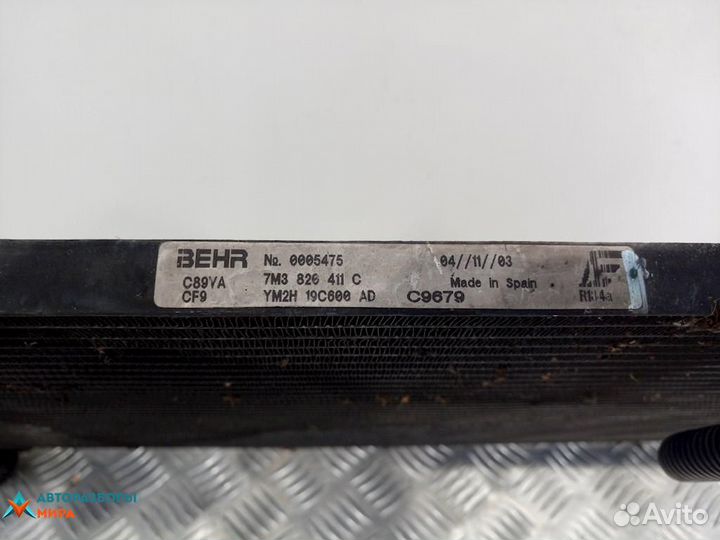 BEHR № 0005475 04//11//03
C89VA 7M3 820 411 C Made in Spain
CF9 YM2H 19C600 AD C9679 R134a
АВТОРАЗБОРЫ
МИРА
Avito